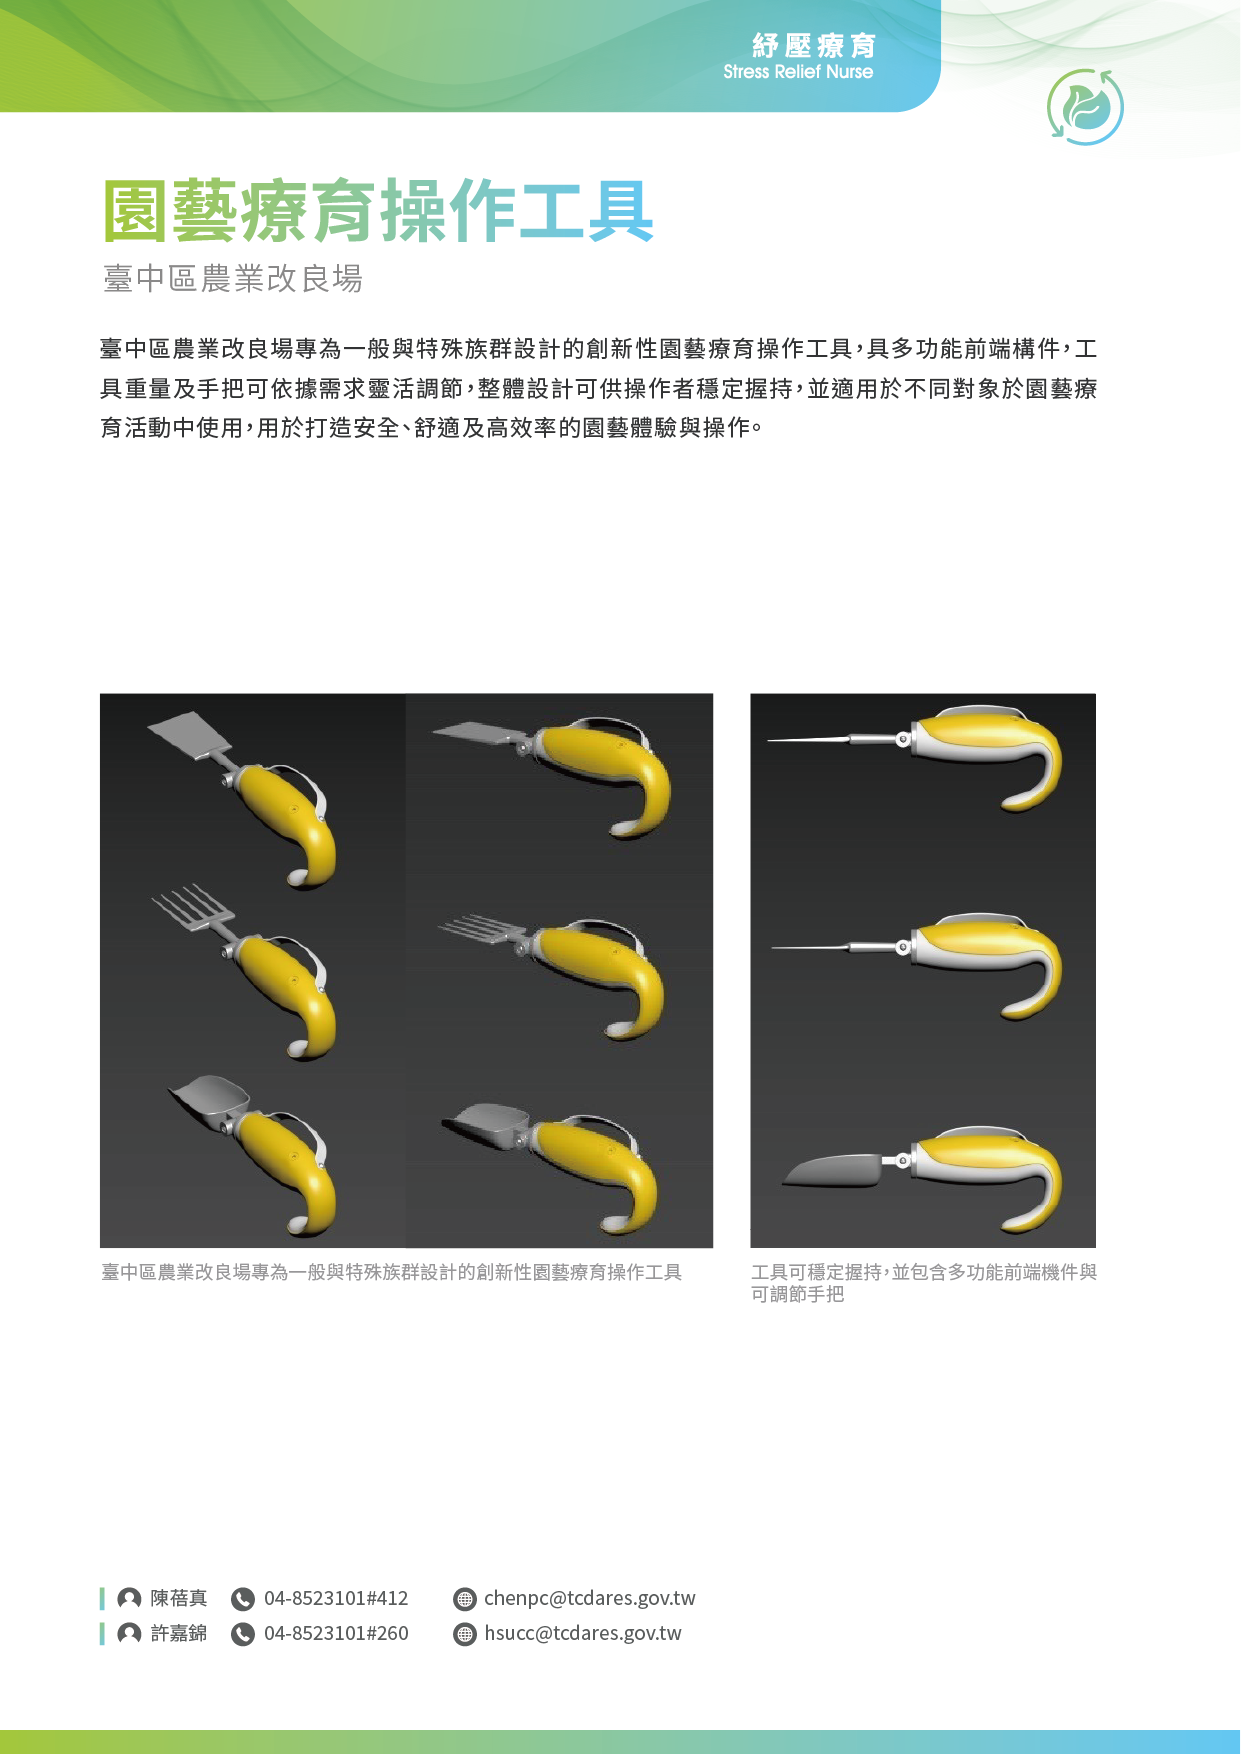 紓壓療育
Stress Relief Nurse
園藝療育操作工具
臺中區農業改良場
臺中區農業改良場專為一般與特殊族群設計的創新性園藝療育操作工具，具多功能前端構件，工
具重量及手把可依據需求靈活調節，整體設計可供操作者穩定握持，並適用於不同對象於園藝療
育活動中使用，用於打造安全、舒適及高效率的園藝體驗與操作。
臺中區農業改良場專為一般與特殊族群設計的創新性園藝療育操作工具
工具可穩定握持，並包含多功能前端機件與
可調節手把
陳蓓真 04-8523101#412 chenpc@tcdares.gov.tw
許嘉錦 04-8523101#260 hsucc@tcdares.gov.tw